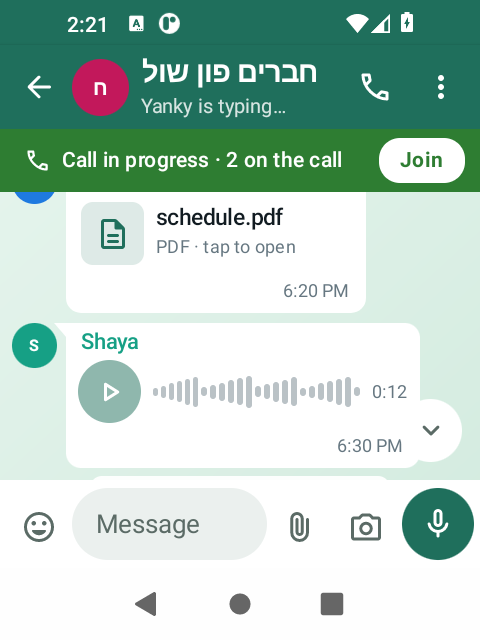 2:21
חברים פון שול
ח
Yanky is typing...
Call in progress · 2 on the call
Join
schedule.pdf
PDF · tap to open
6:20 PM
Shaya
S
0:12
6:30 PM
Message